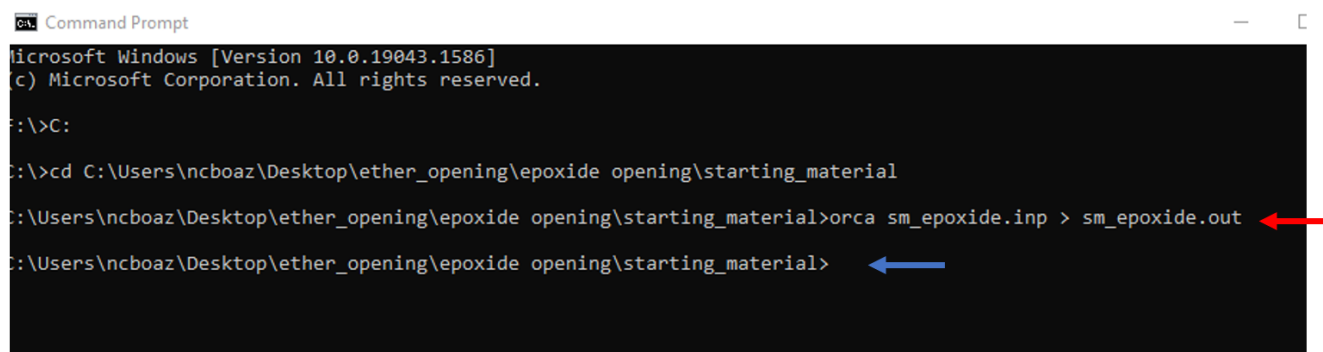 Command Prompt
Microsoft Windows [Version 10.0.19043.1586]
(c) Microsoft Corporation. All rights reserved.
F:\>C:
C:\>cd C:\Users\ncboaz\Desktop\ether_opening\epoxide opening\starting_material
C:\Users\ncboaz\Desktop\ether_opening\epoxide opening\starting_material>orca sm_epoxide.inp > sm_epoxide.out
C:\Users\ncboaz\Desktop\ether_opening\epoxide opening\starting_material>